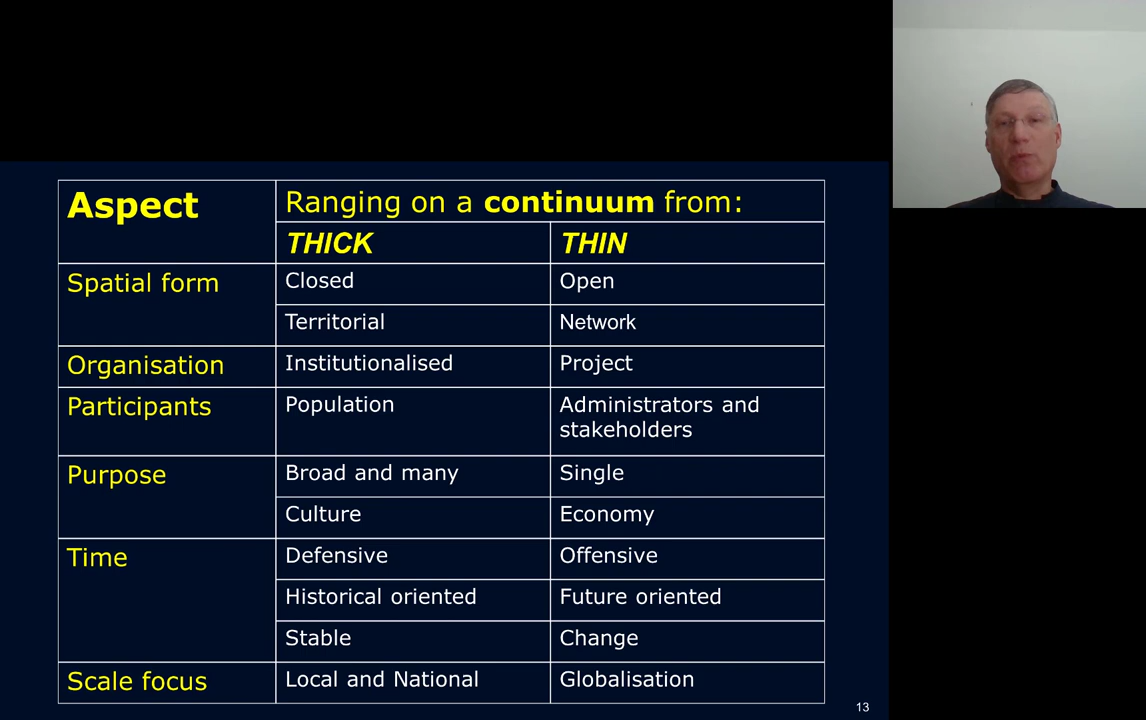 Aspect
Ranging on a continuum from:
THICK
THIN
Spatial form
Closed
Open
Territorial
Network
Organisation
Institutionalised
Project
Participants
Population
Administrators and
stakeholders
Purpose
Broad and many
Single
Culture
Economy
Time
Defensive
Offensive
Historical oriented
Future oriented
Stable
Change
Scale focus
Local and National
Globalisation
13